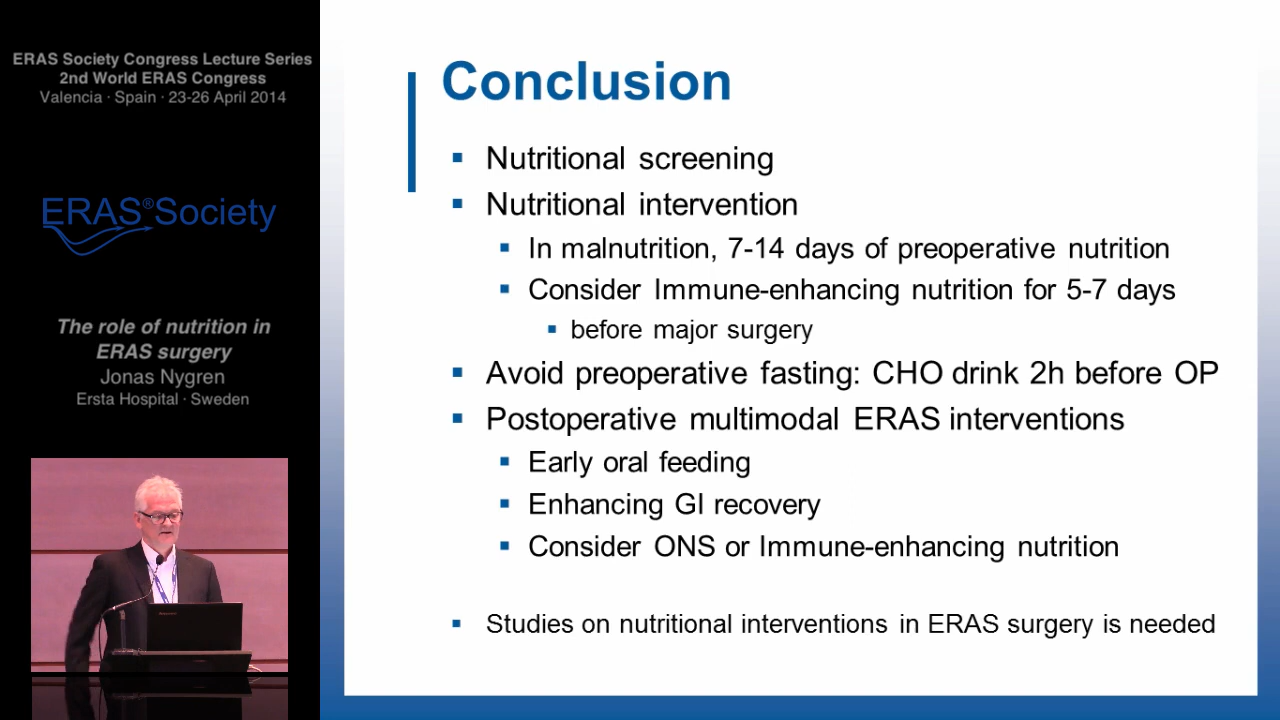 ERAS Society Congress Lecture Series
2nd World ERAS Congress
Valencia · Spain · 23-26 April 2014
ERAS®Society
The role of nutrition in
ERAS surgery
Jonas Nygren
Ersta Hospital · Sweden
Conclusion
▪ Nutritional screening
▪ Nutritional intervention
▪ In malnutrition, 7-14 days of preoperative nutrition
▪ Consider Immune-enhancing nutrition for 5-7 days
▪ before major surgery
▪ Avoid preoperative fasting: CHO drink 2h before OP
▪ Postoperative multimodal ERAS interventions
▪ Early oral feeding
▪ Enhancing GI recovery
▪ Consider ONS or Immune-enhancing nutrition
▪ Studies on nutritional interventions in ERAS surgery is needed